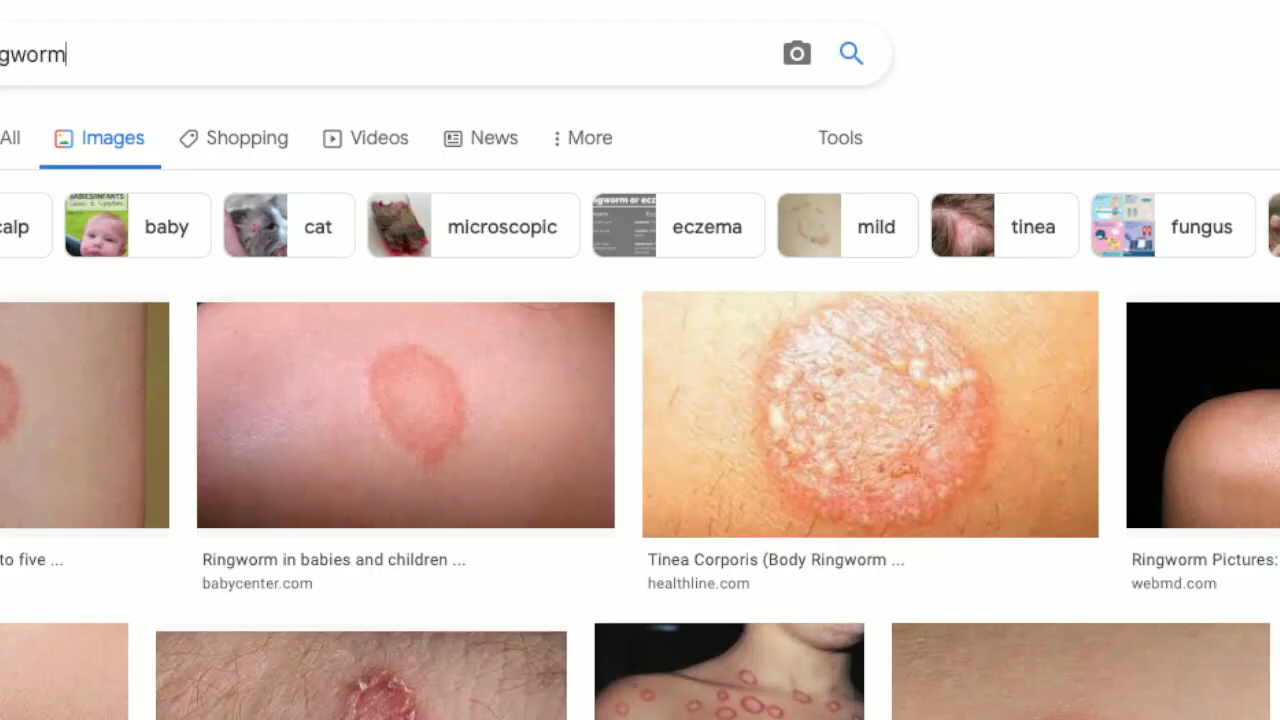 gworm
All Images Shopping Videos News More Tools
alp baby cat microscopic eczema mild tinea fungus
to five ...
Ringworm in babies and children ...
babycenter.com
Tinea Corporis (Body Ringworm ...
healthline.com
Ringworm Pictures:
webmd.com